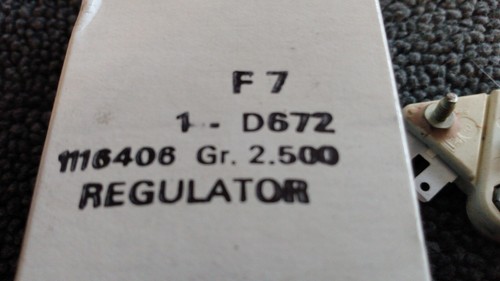 F 7
1 - D672
1116406 Gr. 2.500
REGULATOR